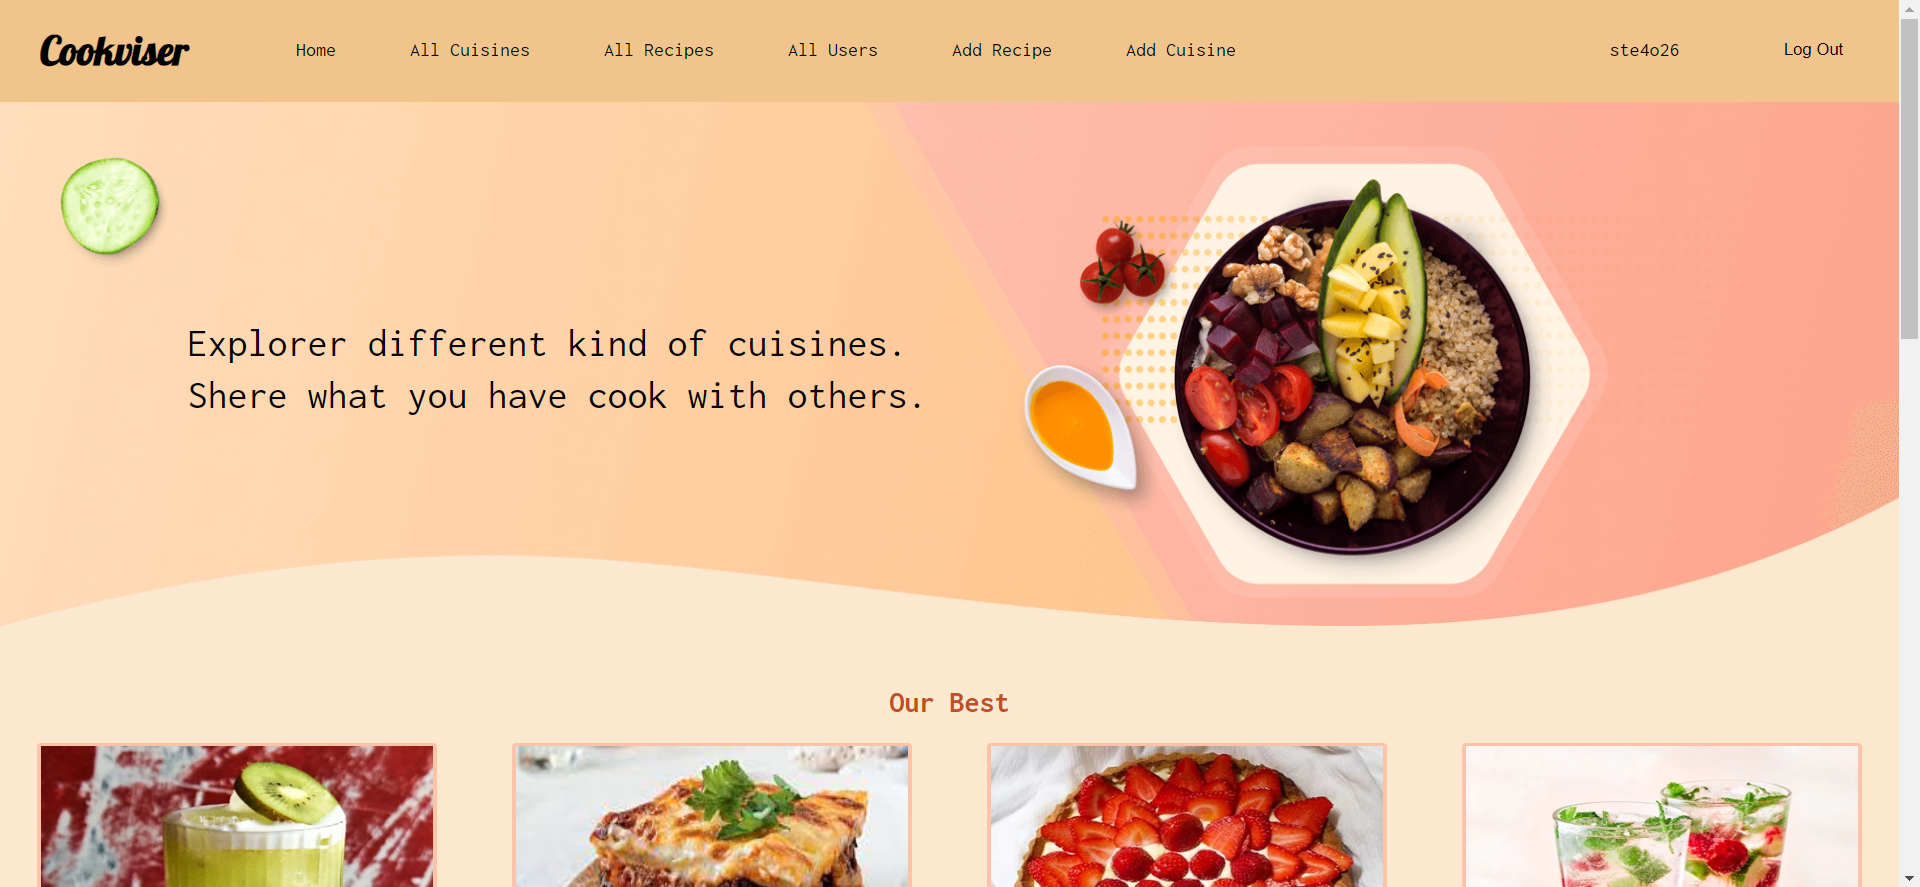 Cookviser
Home All Cuisines All Recipes All Users Add Recipe Add Cuisine ste4o26 Log Out
Explorer different kind of cuisines.
Shere what you have cook with others.
Our Best